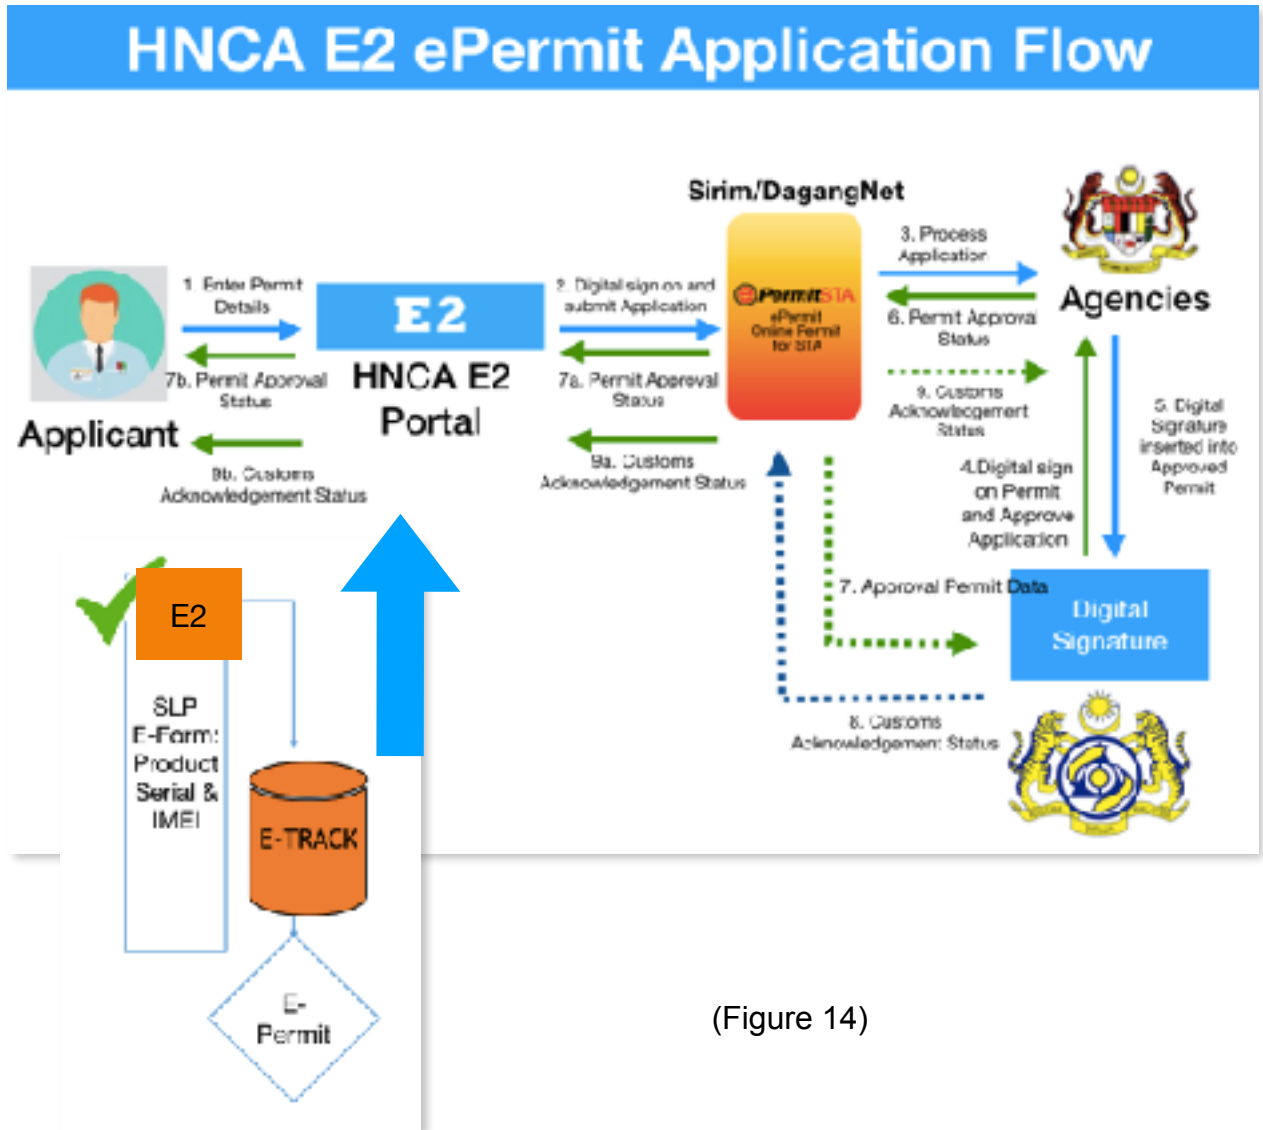 HNCA E2 ePermit Application Flow
Sirim/DagangNet
1. Enter Permit
Details
E2
HNCA E2
Portal
2. Digital sign on and
submit Application
PermitSTA
ePermit
Online Permit
for STA
3. Process
Application
Agencies
6. Permit Approval
Status
7b. Permit Approval
Status
7a. Permit Approval
Status
9. Customs
Acknowledgement
Status
Applicant
9b. Customs
Acknowledgement Status
9a. Customs
Acknowledgement Status
4.Digital sign
on Permit
and Approve
Application
5. Digital
Signature
inserted into
Approved
Permit
7. Approval Permit Data
Digital
Signature
8. Customs
Acknowledgement Status
E2
SLP
E-Form:
Product
Serial &
IMEI
E-TRACK
E-
Permit
(Figure 14)